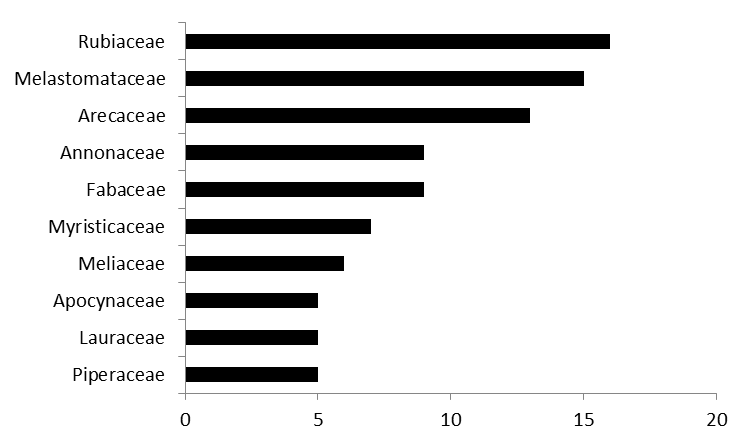 Rubiaceae
Melastomataceae
Arecaceae
Annonaceae
Fabaceae
Myristicaceae
Meliaceae
Apocynaceae
Lauraceae
Piperaceae
0 5 10 15 20